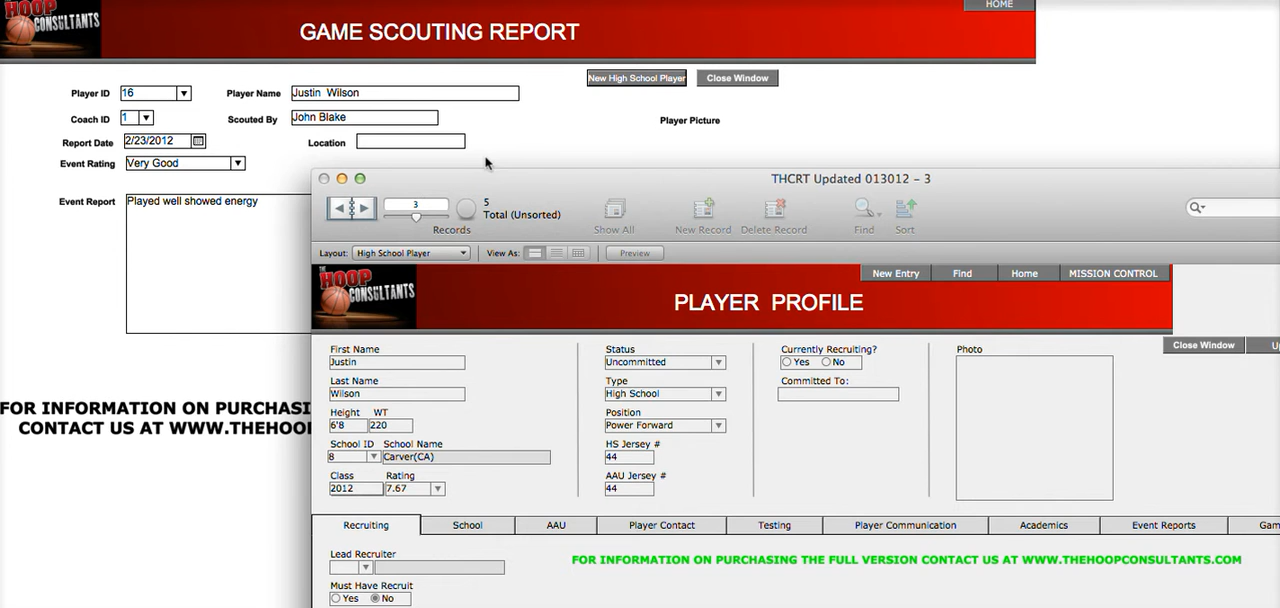 HOOP
CONSULTANTS
GAME SCOUTING REPORT
HOME
New High School Player
Close Window
Player ID
16
Player Name
Justin Wilson
Coach ID
1
Scouted By
John Blake
Player Picture
Report Date
2/23/2012
Location
Event Rating
Very Good
Event Report
Played well showed energy
FOR INFORMATION ON PURCHASI
CONTACT US AT WWW.THEHOO
THCRT Updated 013012 – 3
3
5
Total (Unsorted)
Records
Show All
New Record
Delete Record
Find
Sort
Layout:
High School Player
View As:
Preview
THE
HOOP
CONSULTANTS
New Entry
Find
Home
MISSION CONTROL
PLAYER PROFILE
Close Window
Up
First Name
Justin
Last Name
Wilson
Height
WT
6'8
220
School ID
School Name
8
Carver(CA)
Class
Rating
2012
7.67
Status
Uncommitted
Type
High School
Position
Power Forward
HS Jersey #
44
AAU Jersey #
44
Currently Recruiting?
Yes
No
Committed To:
Photo
Recruiting
School
AAU
Player Contact
Testing
Player Communication
Academics
Event Reports
Gam
Lead Recruiter
Must Have Recruit
Yes
No
FOR INFORMATION ON PURCHASING THE FULL VERSION CONTACT US AT WWW.THEHOOPCONSULTANTS.COM